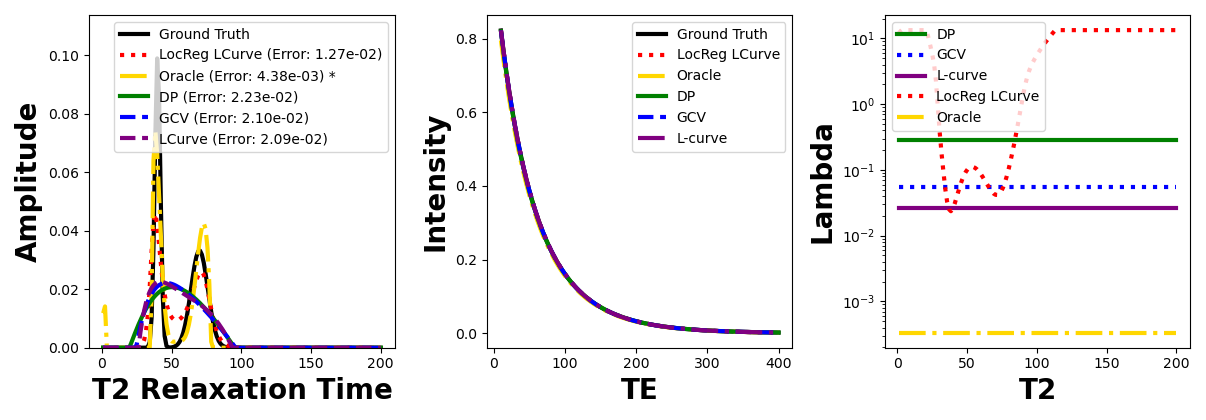 Amplitude
0.00
0.02
0.04
0.06
0.08
0.10
0
50
100
150
200
T2 Relaxation Time
Ground Truth
LocReg LCurve (Error: 1.27e-02)
Oracle (Error: 4.38e-03) *
DP (Error: 2.23e-02)
GCV (Error: 2.10e-02)
LCurve (Error: 2.09e-02)
Intensity
0.0
0.2
0.4
0.6
0.8
0
100
200
300
400
TE
Ground Truth
LocReg LCurve
Oracle
DP
GCV
L-curve
Lambda
10⁻³
10⁻²
10⁻¹
10⁰
10¹
0
50
100
150
200
T2
DP
GCV
L-curve
LocReg LCurve
Oracle